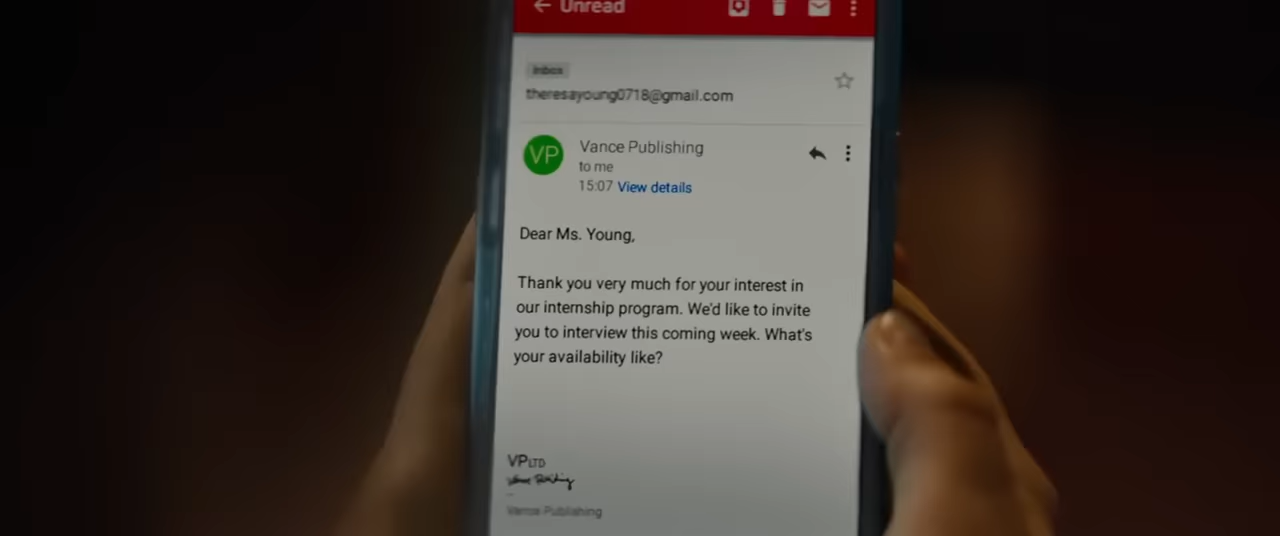 Unread
Inbox
theresayoung0718@gmail.com
VP
Vance Publishing
to me
15:07 View details
Dear Ms. Young,
Thank you very much for your interest in
our internship program. We'd like to invite
you to interview this coming week. What's
your availability like?
VPLTD
Vance Publishing
Vance Publishing